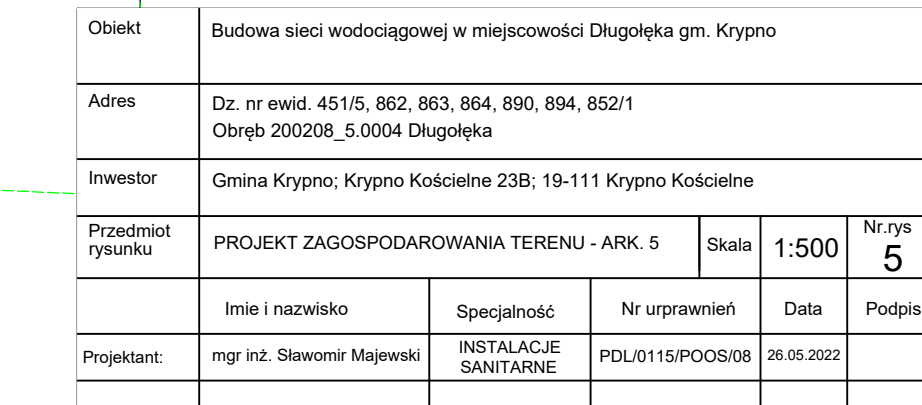 Obiekt
Budowa sieci wodociągowej w miejscowości Długołęka gm. Krypno
Adres
Dz. nr ewid. 451/5, 862, 863, 864, 890, 894, 852/1
Obręb 200208_5.0004 Długołęka
Inwestor
Gmina Krypno; Krypno Kościelne 23B; 19-111 Krypno Kościelne
Przedmiot
rysunku
PROJEKT ZAGOSPODAROWANIA TERENU - ARK. 5
Skala
1:500
Nr.rys
5
Imie i nazwisko
Specjalność
Nr urprawnień
Data
Podpis
Projektant:
mgr inż. Sławomir Majewski
INSTALACJE
SANITARNE
PDL/0115/POOS/08
26.05.2022